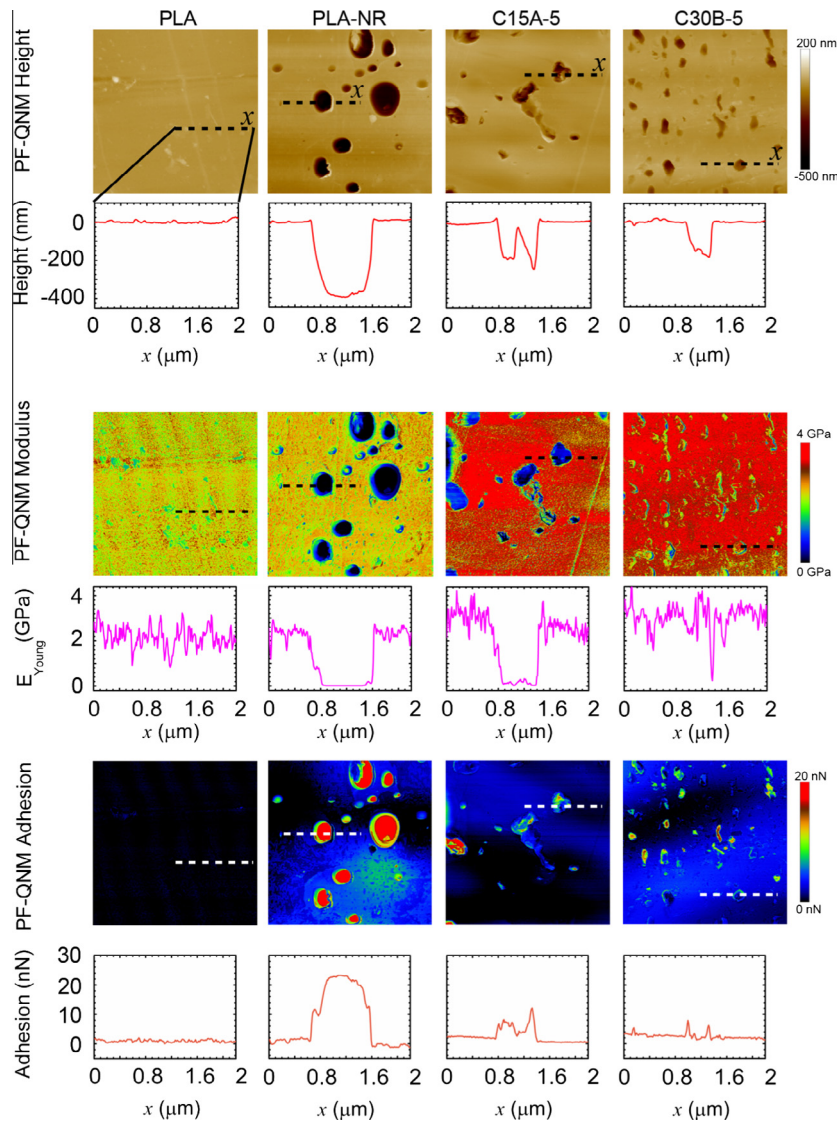 PLA PLA-NR C15A-5 C30B-5
PF-QNM Height
x x x x
200 nm
-500 nm
Height (nm)
0
-200
-400
0 0.8 1.6 2 0 0.8 1.6 2 0 0.8 1.6 2 0 0.8 1.6 2
x (μm) x (μm) x (μm) x (μm)
PF-QNM Modulus
4 GPa
0 GPa
E Young (GPa)
4
2
0
0 0.8 1.6 2 0 0.8 1.6 2 0 0.8 1.6 2 0 0.8 1.6 2
x (μm) x (μm) x (μm) x (μm)
PF-QNM Adhesion
20 nN
0 nN
Adhesion (nN)
30
20
10
0
0 0.8 1.6 2 0 0.8 1.6 2 0 0.8 1.6 2 0 0.8 1.6 2
x (μm) x (μm) x (μm) x (μm)